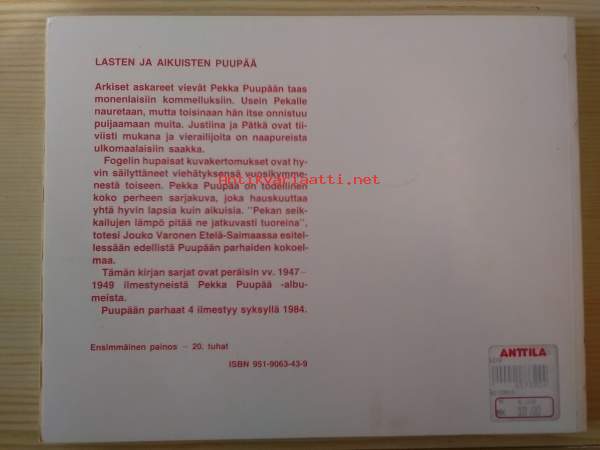 LASTEN JA AIKUISTEN PUUPÄÄ
Arkiset askareet vievät Pekka Puupään taas
monenlaisiin kommelluksiin. Usein Pekalle
nauretaan, mutta toisinaan hän itse onnistuu
puijaamaan muita. Justiina ja Pätkä ovat tii-
viisti mukana ja vierailijoita on naapureista
ulkomaalaisiin saakka.
Fogelin hupaisat kuvakertomukset ovat hy-
vin säilyttäneet viehätyksensä vuosikymme-
nestä toiseen. Pekka Puupää on todellinen
koko perheen sarjakuva, joka hauskuuttaa
yhtä hyvin lapsia kuin aikuisia. "Pekan seik-
kailujen lämpö pitää ne jatkuvasti tuoreina",
totesi Jouko Varonen Etelä-Saimaassa esitel-
lessään edellistä Puupään parhaiden kokoel-
maa.
Tämän kirjan sarjat ovat peräisin vv. 1947–
1949 ilmestyneistä Pekka Puupää -albu-
meista.
Puupään parhaat 4 ilmestyy syksyllä 1984.
Ensimmäinen painos – 20. tuhat
ISBN 951-9063-43-9
Antikvariaatti.net
ANTTILA